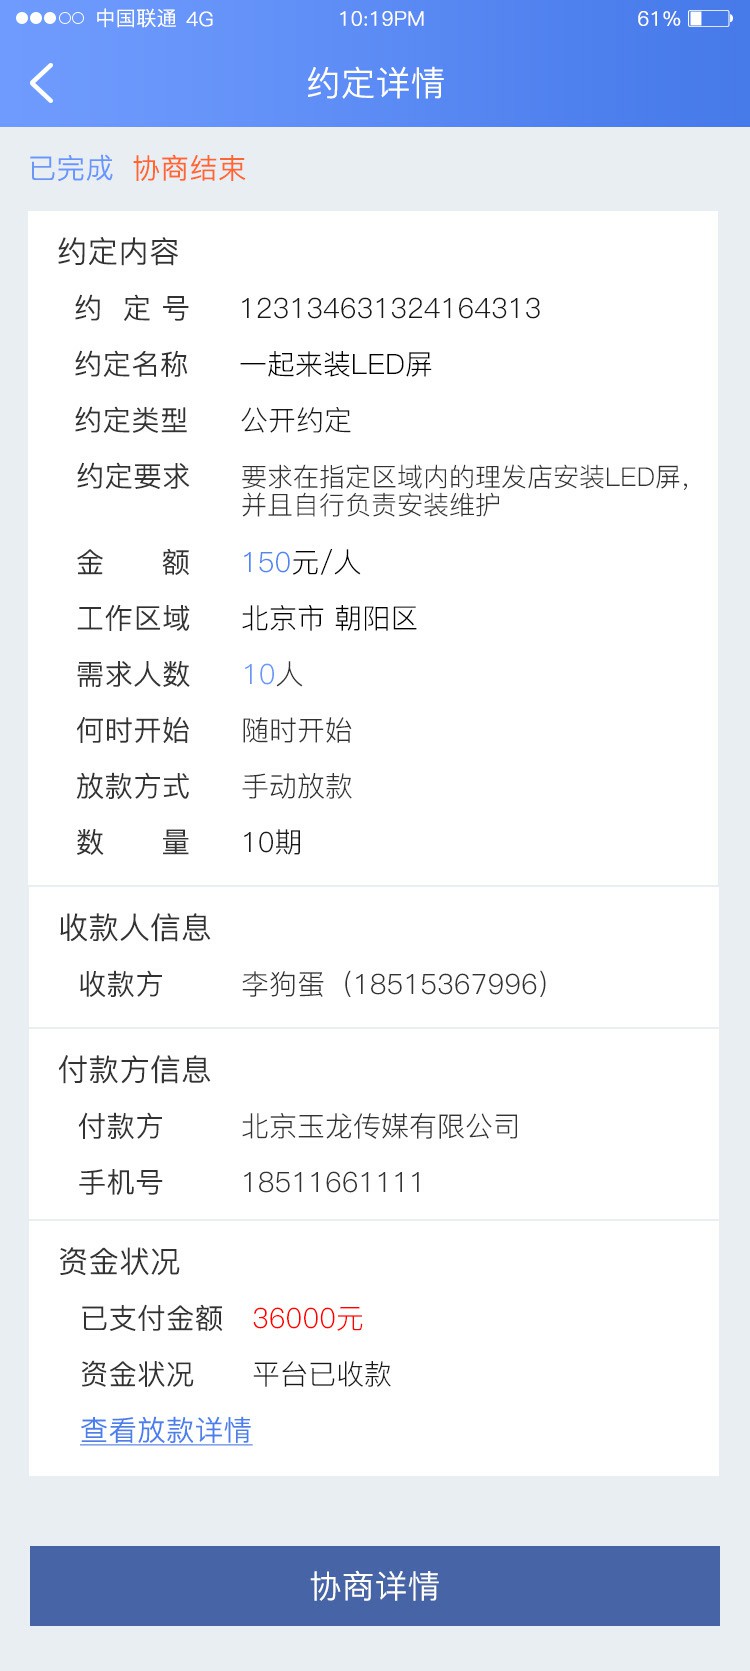 中国联通 4G 10:19PM 61%
约定详情
已完成 协商结束
约定内容
约定号 123134631324164313
约定名称 一起来装LED屏
约定类型 公开约定
约定要求 要求在指定区域内的理发店安装LED屏,
并且自行负责安装维护
金额 150元/人
工作区域 北京市 朝阳区
需求人数 10人
何时开始 随时开始
放款方式 手动放款
数量 10期
收款人信息
收款方 李狗蛋（18515367996）
付款方信息
付款方 北京玉龙传媒有限公司
手机号 18511661111
资金状况
已支付金额 36000元
资金状况 平台已收款
查看放款详情
协商详情